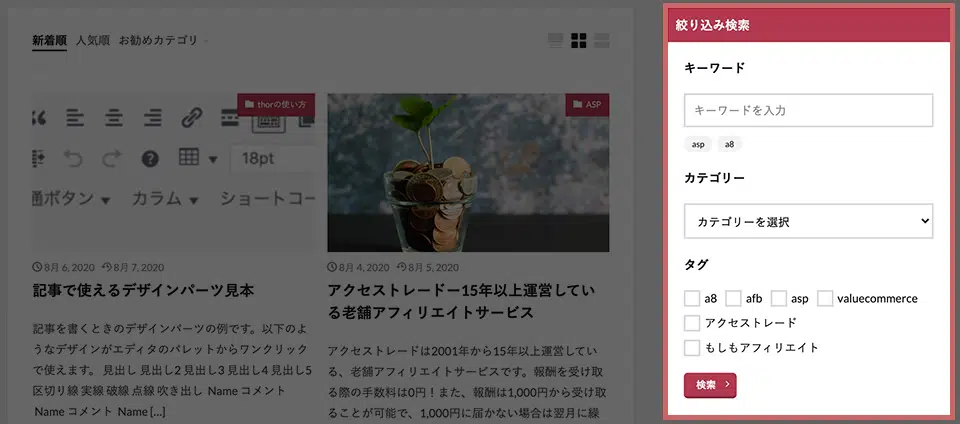 新着順 人気順 お勧めカテゴリ
thorの使い方
18pt
通ボタン カラム ショートコー
8月 6, 2020 8月 7, 2020
記事で使えるデザインパーツ見本
記事を書くときのデザインパーツの例です。以下のよ
うなデザインがエディタのパレットからワンクリック
で使えます。 見出し 見出し2 見出し3 見出し4 見出し5
区切り線 実線 破線 点線 吹き出し Name コメント
Name コメント Name […]
ASP
8月 4, 2020 8月 5, 2020
アクセストレードー15年以上運営してい
る老舗アフィリエイトサービス
アクセストレードは2001年から15年以上運営してい
る、老舗アフィリエイトサービスです。報酬を受け取
る際の手数料は0円！また、報酬は1,000円から受け取
ることが可能で、1,000円に届かない場合は翌月に繰
絞り込み検索
キーワード
キーワードを入力
asp a8
カテゴリー
カテゴリーを選択
タグ
a8 afb asp valuecommerce
アクセストレード
もしもアフィリエイト
検索